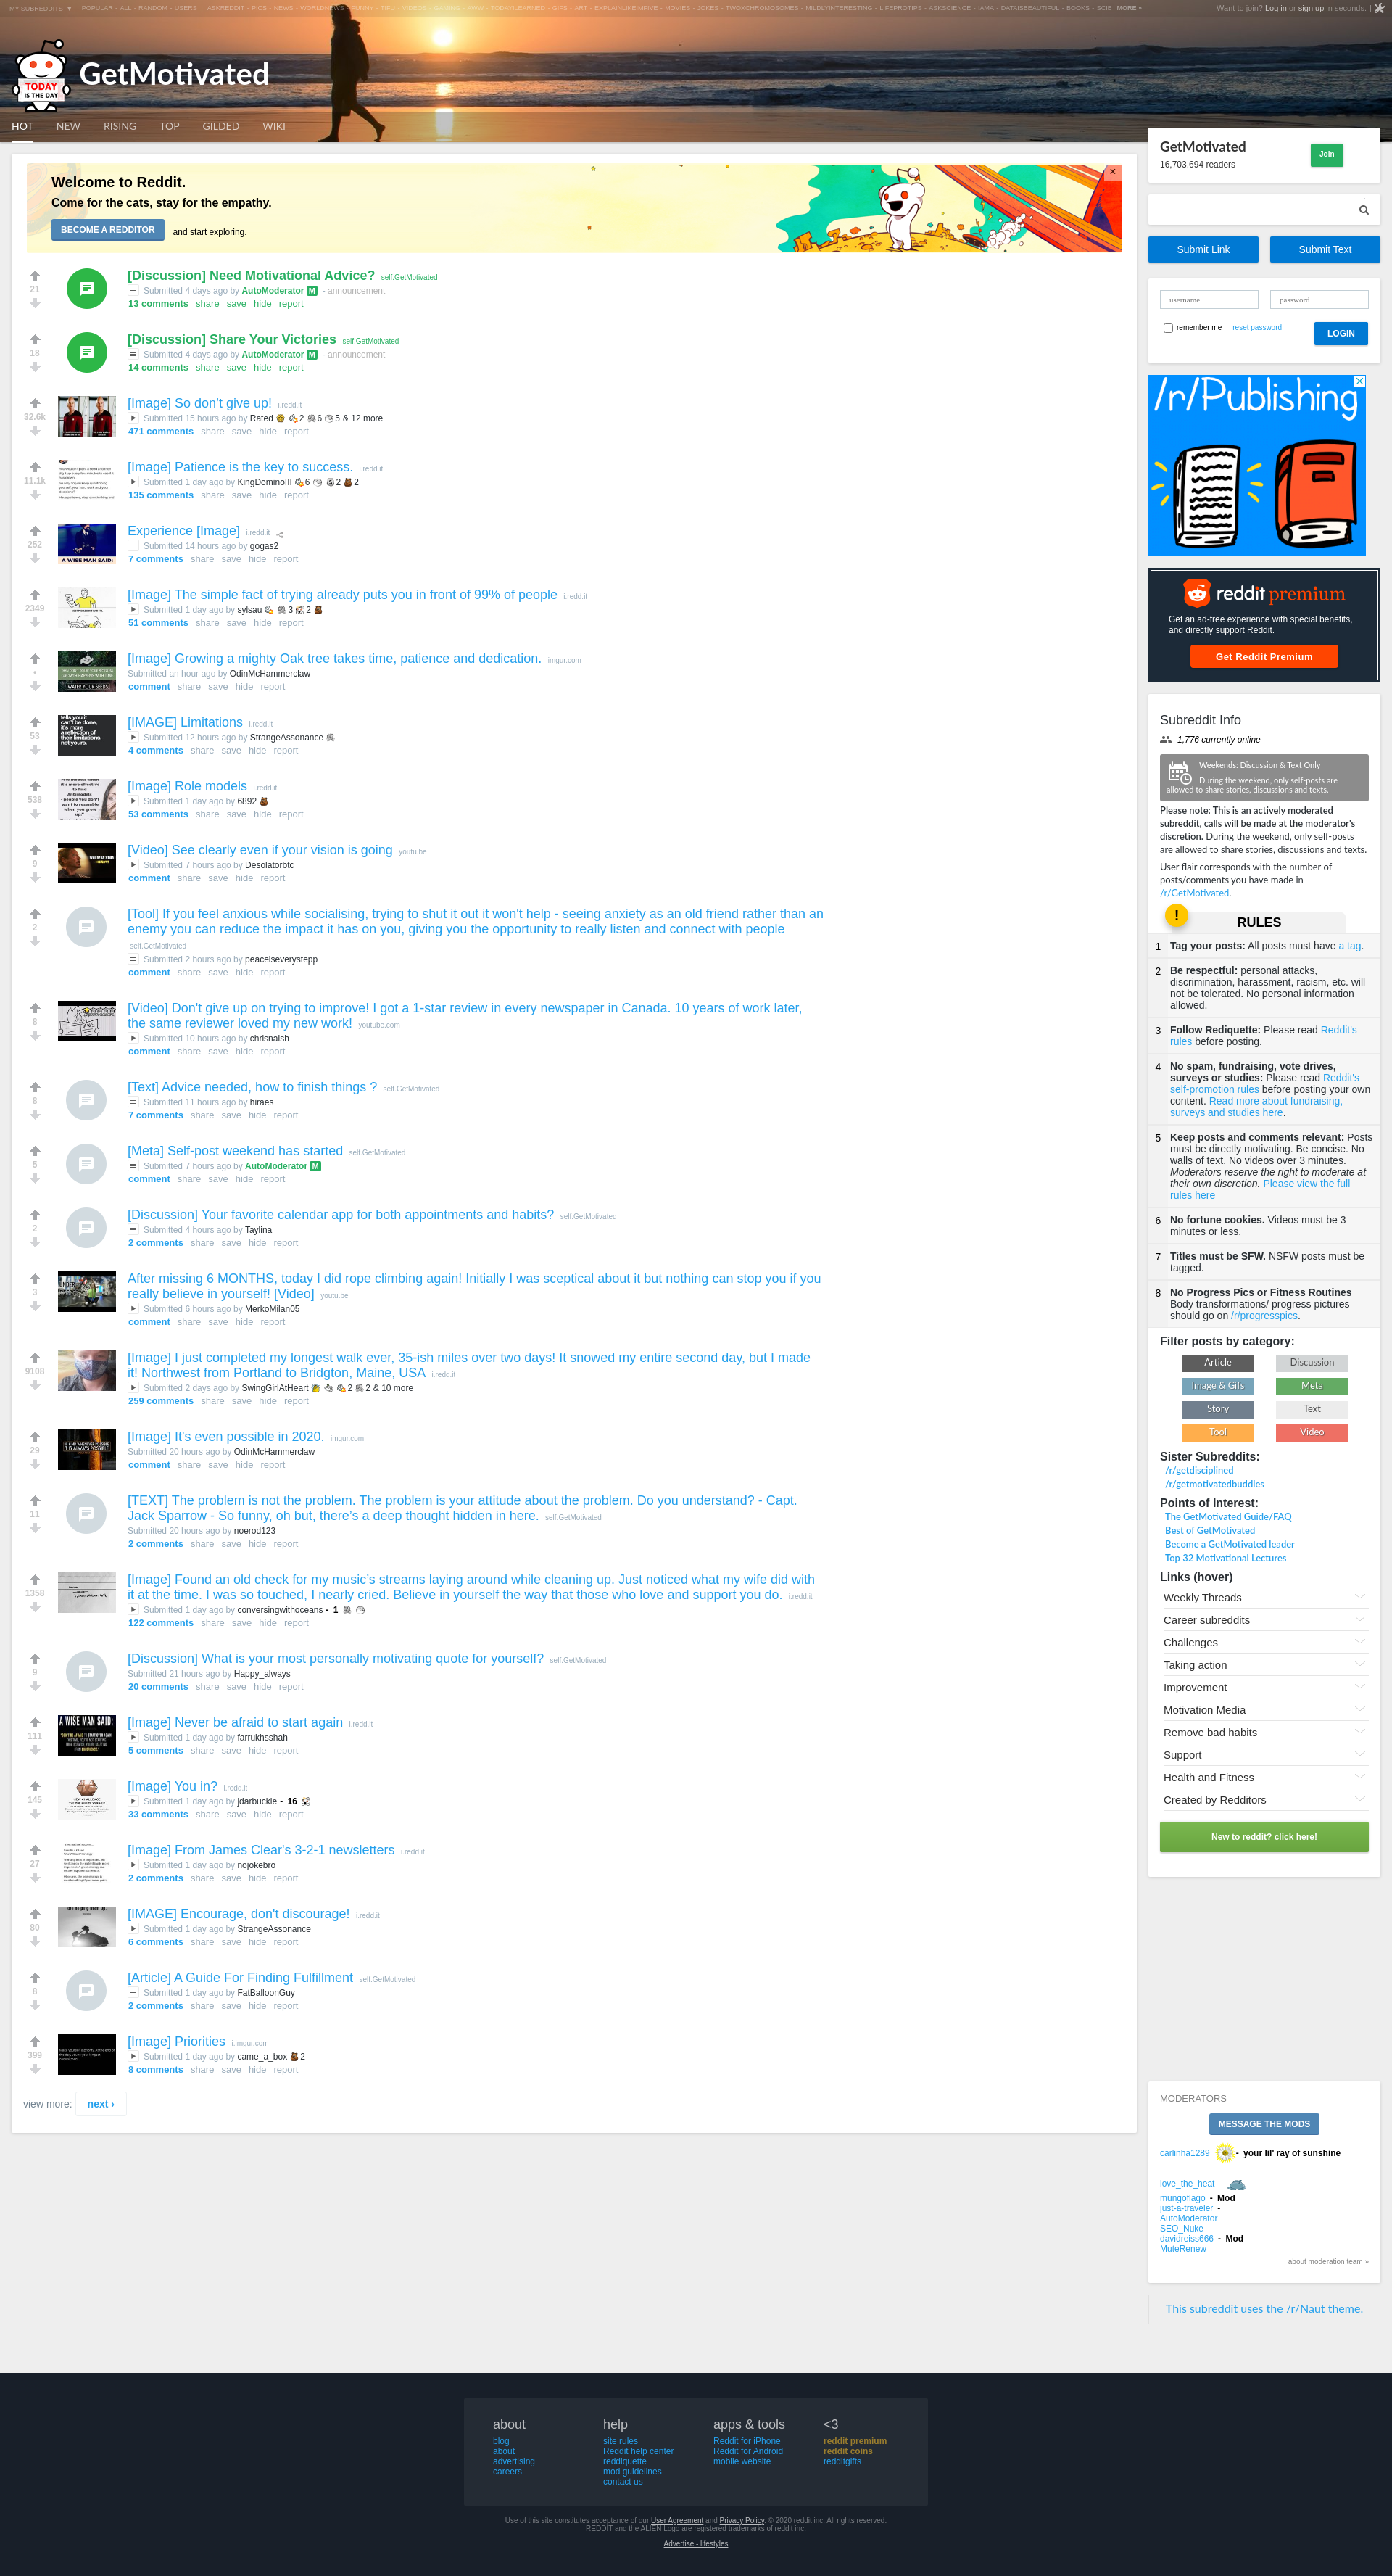 MY SUBREDDITS ▼ POPULAR - ALL - RANDOM - USERS | ASKREDDIT - PICS - NEWS - WORLDNEWS - FUNNY - TIFU - TODAYILEARNED - GIFS - ART - EXPLAINLIKEIMFIVE - MOVIES - JOKES - TWOXCHROMOSOMES - MILDLYINTERESTING - LIFEPROTIPS - ASKSCIENCE - IAMA - DATAISBEAUTIFUL - BOOKS - SCIE MORE »
Want to join? Log in or sign up in seconds. |
TODAY
IS THE DAY
GetMotivated
HOT NEW RISING TOP GILDED WIKI
Welcome to Reddit.
Come for the cats, stay for the empathy.
BECOME A REDDITOR and start exploring.
×
21
[Discussion] Need Motivational Advice? self.GetMotivated
Submitted 4 days ago by AutoModerator M - announcement
13 comments share save hide report
18
[Discussion] Share Your Victories self.GetMotivated
Submitted 4 days ago by AutoModerator M - announcement
14 comments share save hide report
32.6k
[Image] So don't give up! i.redd.it
Submitted 15 hours ago by Rated 2 6 5 & 12 more
471 comments share save hide report
11.1k
[Image] Patience is the key to success. i.redd.it
Submitted 1 day ago by KingDominoIII 6 2 2
135 comments share save hide report
252
A WISE MAN SAID:
Experience [Image] i.redd.it
Submitted 14 hours ago by gogas2
7 comments share save hide report
2349
[Image] The simple fact of trying already puts you in front of 99% of people i.redd.it
Submitted 1 day ago by sylsau 3 2
51 comments share save hide report
•
WATER YOUR SEEDS
[Image] Growing a mighty Oak tree takes time, patience and dedication. imgur.com
Submitted an hour ago by OdinMcHammerclaw
comment share save hide report
53
tells you it
can't be done,
it's more
a reflection of
their limitations,
not yours.
[IMAGE] Limitations i.redd.it
Submitted 12 hours ago by StrangeAssonance
4 comments share save hide report
538
it's more effective
to find
Antimodels
- people you don't
want to resemble
when you grow
up."
[Image] Role models i.redd.it
Submitted 1 day ago by 6892
53 comments share save hide report
9
[Video] See clearly even if your vision is going youtu.be
Submitted 7 hours ago by Desolatorbtc
comment share save hide report
2
[Tool] If you feel anxious while socialising, trying to shut it out it won't help - seeing anxiety as an old friend rather than an
enemy you can reduce the impact it has on you, giving you the opportunity to really listen and connect with people
self.GetMotivated
Submitted 2 hours ago by peaceiseverystepp
comment share save hide report
8
[Video] Don't give up on trying to improve! I got a 1-star review in every newspaper in Canada. 10 years of work later,
the same reviewer loved my new work! youtube.com
Submitted 10 hours ago by chrisnaish
comment share save hide report
8
[Text] Advice needed, how to finish things ? self.GetMotivated
Submitted 11 hours ago by hiraes
7 comments share save hide report
5
[Meta] Self-post weekend has started self.GetMotivated
Submitted 7 hours ago by AutoModerator M
comment share save hide report
2
[Discussion] Your favorite calendar app for both appointments and habits? self.GetMotivated
Submitted 4 hours ago by Taylina
2 comments share save hide report
3
After missing 6 MONTHS, today I did rope climbing again! Initially I was sceptical about it but nothing can stop you if you
really believe in yourself! [Video] youtu.be
Submitted 6 hours ago by MerkoMilan05
comment share save hide report
9108
[Image] I just completed my longest walk ever, 35-ish miles over two days! It snowed my entire second day, but I made
it! Northwest from Portland to Bridgton, Maine, USA i.redd.it
Submitted 2 days ago by SwingGirlAtHeart 2 2 & 10 more
259 comments share save hide report
29
[Image] It's even possible in 2020. imgur.com
Submitted 20 hours ago by OdinMcHammerclaw
comment share save hide report
11
[TEXT] The problem is not the problem. The problem is your attitude about the problem. Do you understand? - Capt.
Jack Sparrow - So funny, oh but, there's a deep thought hidden in here. self.GetMotivated
Submitted 20 hours ago by noerod123
2 comments share save hide report
1358
[Image] Found an old check for my music's streams laying around while cleaning up. Just noticed what my wife did with
it at the time. I was so touched, I nearly cried. Believe in yourself the way that those who love and support you do. i.redd.it
Submitted 1 day ago by conversingwithoceans - 1
122 comments share save hide report
9
[Discussion] What is your most personally motivating quote for yourself? self.GetMotivated
Submitted 21 hours ago by Happy_always
20 comments share save hide report
111
A WISE MAN SAID:
[Image] Never be afraid to start again i.redd.it
Submitted 1 day ago by farrukhsshah
5 comments share save hide report
145
[Image] You in? i.redd.it
Submitted 1 day ago by jdarbuckle - 16
33 comments share save hide report
27
[Image] From James Clear's 3-2-1 newsletters i.redd.it
Submitted 1 day ago by nojokebro
2 comments share save hide report
80
[IMAGE] Encourage, don't discourage! i.redd.it
Submitted 1 day ago by StrangeAssonance
6 comments share save hide report
8
[Article] A Guide For Finding Fulfillment self.GetMotivated
Submitted 1 day ago by FatBalloonGuy
2 comments share save hide report
399
[Image] Priorities i.imgur.com
Submitted 1 day ago by came_a_box 2
8 comments share save hide report
view more: next ›
GetMotivated
16,703,694 readers
Join
Submit Link Submit Text
username password
remember me reset password LOGIN
/r/Publishing
reddit premium
Get an ad-free experience with special benefits,
and directly support Reddit.
Get Reddit Premium
Subreddit Info
1,776 currently online
Weekends: Discussion & Text Only
During the weekend, only self-posts are
allowed to share stories, discussions and texts.
Please note: This is an actively moderated
subreddit, calls will be made at the moderator's
discretion. During the weekend, only self-posts
are allowed to share stories, discussions and texts.
User flair corresponds with the number of
posts/comments you have made in
/r/GetMotivated.
! RULES
1 Tag your posts: All posts must have a tag.
2 Be respectful: personal attacks,
discrimination, harassment, racism, etc. will
not be tolerated. No personal information
allowed.
3 Follow Rediquette: Please read Reddit's
rules before posting.
4 No spam, fundraising, vote drives,
surveys or studies: Please read Reddit's
self-promotion rules before posting your own
content. Read more about fundraising,
surveys and studies here.
5 Keep posts and comments relevant: Posts
must be directly motivating. Be concise. No
walls of text. No videos over 3 minutes.
Moderators reserve the right to moderate at
their own discretion. Please view the full
rules here
6 No fortune cookies. Videos must be 3
minutes or less.
7 Titles must be SFW. NSFW posts must be
tagged.
8 No Progress Pics or Fitness Routines
Body transformations/ progress pictures
should go on /r/progresspics.
Filter posts by category:
Article Discussion
Image & Gifs Meta
Story Text
Tool Video
Sister Subreddits:
/r/getdisciplined
/r/getmotivatedbuddies
Points of Interest:
The GetMotivated Guide/FAQ
Best of GetMotivated
Become a GetMotivated leader
Top 32 Motivational Lectures
Links (hover)
Weekly Threads
Career subreddits
Challenges
Taking action
Improvement
Motivation Media
Remove bad habits
Support
Health and Fitness
Created by Redditors
New to reddit? click here!
MODERATORS
MESSAGE THE MODS
carlinha1289 - your lil' ray of sunshine
love_the_heat
mungoflago - Mod
just-a-traveler -
AutoModerator
SEO_Nuke
davidreiss666 - Mod
MuteRenew
about moderation team »
This subreddit uses the /r/Naut theme.
about
blog
about
advertising
careers
help
site rules
Reddit help center
reddiquette
mod guidelines
contact us
apps & tools
Reddit for iPhone
Reddit for Android
mobile website
<3
reddit premium
reddit coins
redditgifts
Use of this site constitutes acceptance of our User Agreement and Privacy Policy. © 2020 reddit inc. All rights reserved.
REDDIT and the ALIEN Logo are registered trademarks of reddit inc.
Advertise - lifestyles